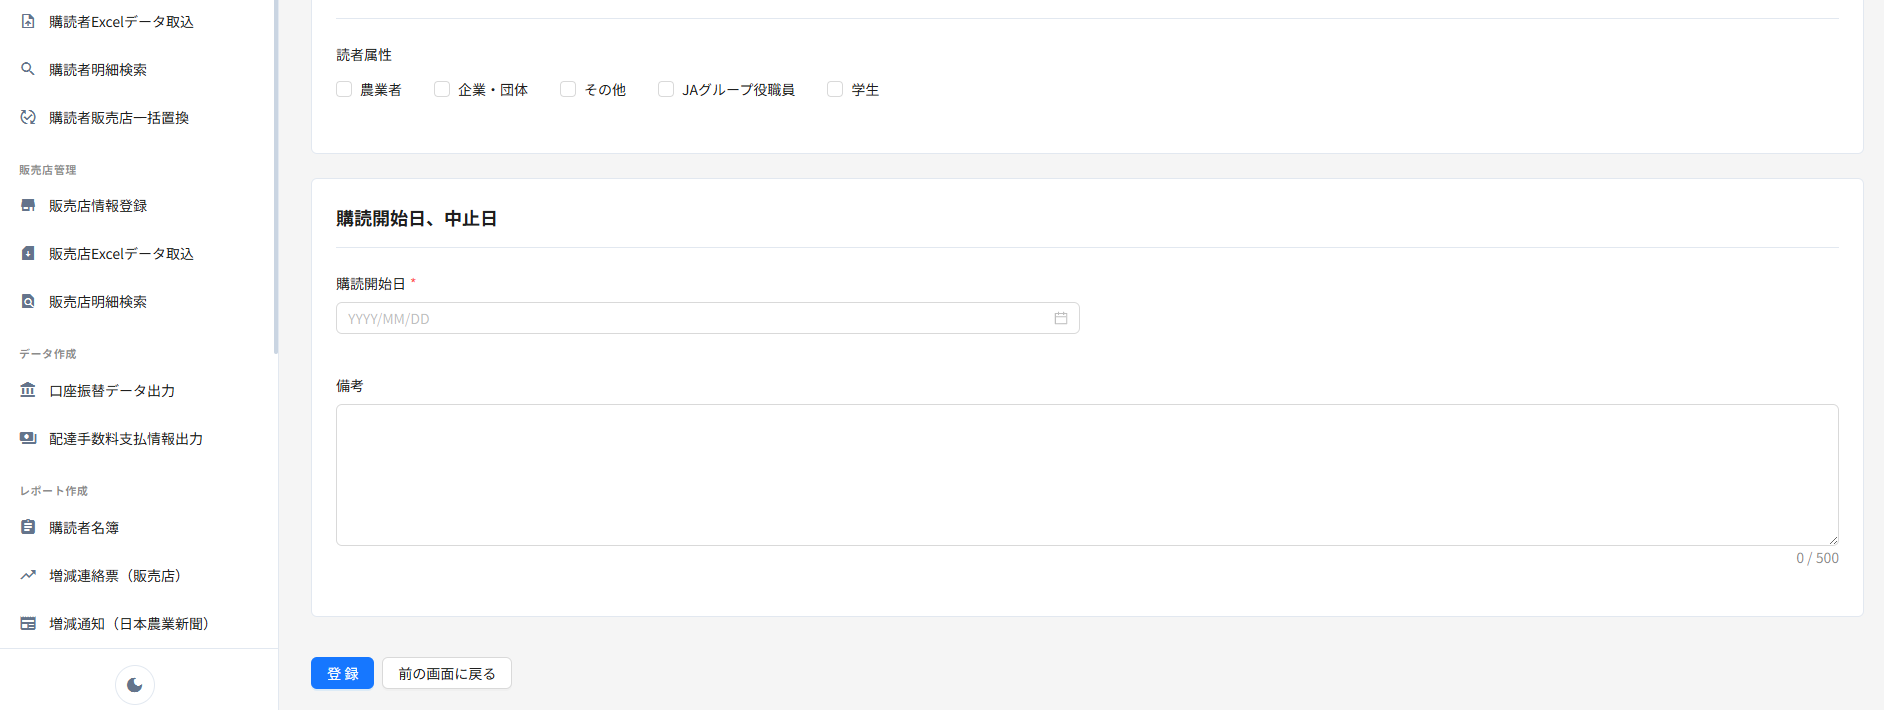 購読者Excelデータ取込
購読者明細検索
購読者販売店一括置換
販売店管理
販売店情報登録
販売店Excelデータ取込
販売店明細検索
データ作成
口座振替データ出力
配達手数料支払情報出力
レポート作成
購読者名簿
増減連絡票（販売店）
増減通知（日本農業新聞）
読者属性
農業者 企業・団体 その他 JAグループ役職員 学生
購読開始日、中止日
購読開始日 *
YYYY/MM/DD
備考
0 / 500
登録 前の画面に戻る